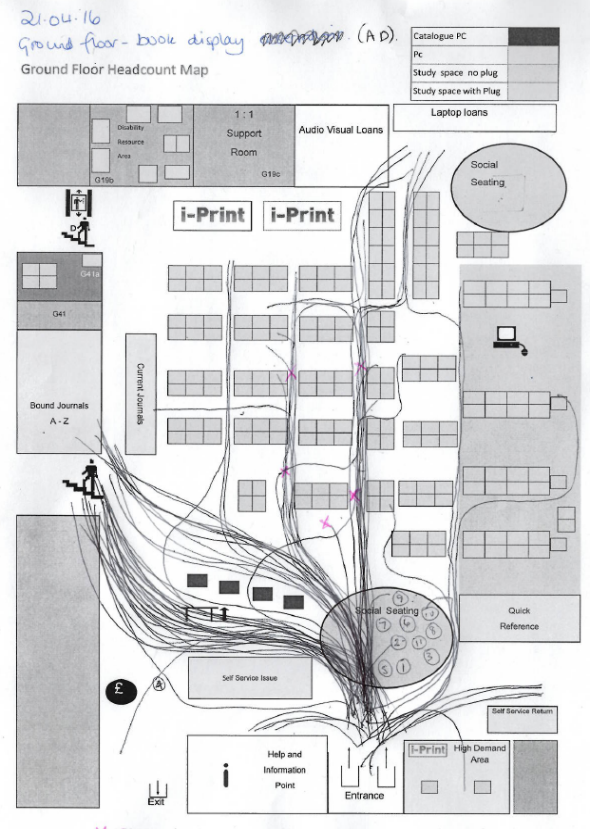 21.04.16
Ground floor - book display (AD).
Ground Floor Headcount Map
Catalogue PC
Pc
Study space no plug
Study space with Plug
Laptop loans
1:1
Support
Room
G19c
Audio Visual Loans
Disability
Resource
Area
G19b
Social
Seating
i-Print
i-Print
D
G41a
G41
Current Journals
Bound Journals
A - Z
Social Seating
9
10
7
6
8
2
11
3
5
1
Quick
Reference
Self Service Issue
£
A
Self Service Return
i-Print
High Demand
Area
i
Help and
Information
Point
Entrance
Exit